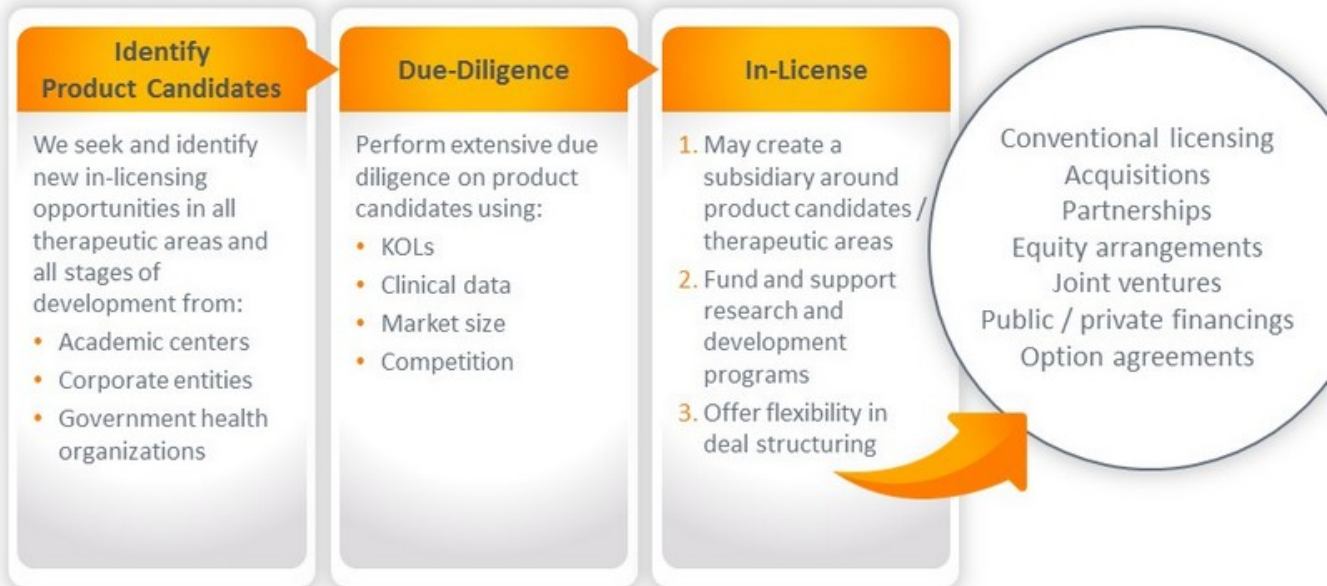 Identify
Product Candidates
We seek and identify
new in-licensing
opportunities in all
therapeutic areas and
all stages of
development from:
• Academic centers
• Corporate entities
• Government health
organizations
Due-Diligence
Perform extensive due
diligence on product
candidates using:
• KOLs
• Clinical data
• Market size
• Competition
In-License
1. May create a
subsidiary around
product candidates /
therapeutic areas
2. Fund and support
research and
development
programs
3. Offer flexibility in
deal structuring
Conventional licensing
Acquisitions
Partnerships
Equity arrangements
Joint ventures
Public / private financings
Option agreements